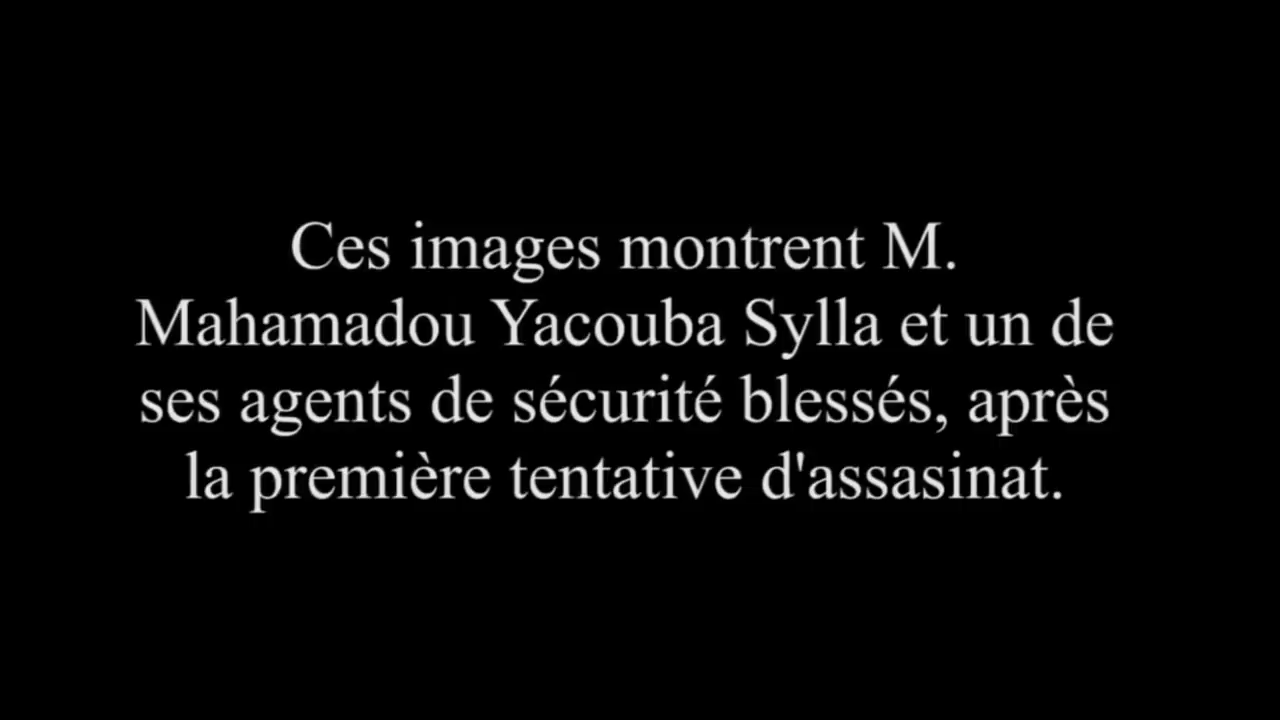 Ces images montrent M.
Mahamadou Yacouba Sylla et un de
ses agents de sécurité blessés, après
la première tentative d'assasinat.